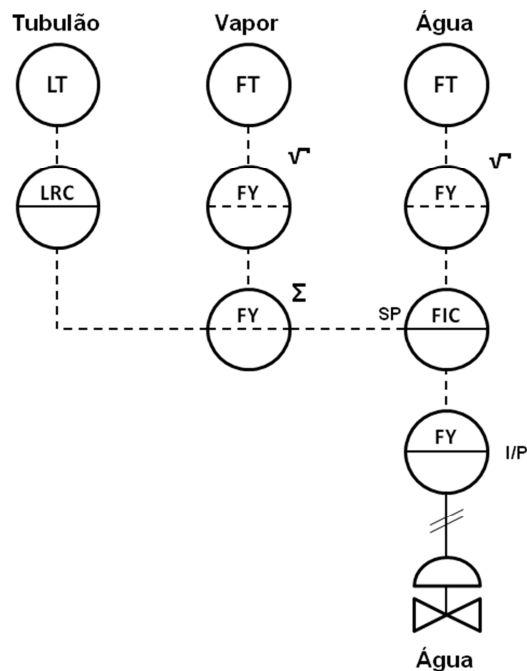 Tubulão Vapor Água
LT FT FT
√¬ √¬
LRC FY FY
Σ
FY SP FIC
FY I/P
Água